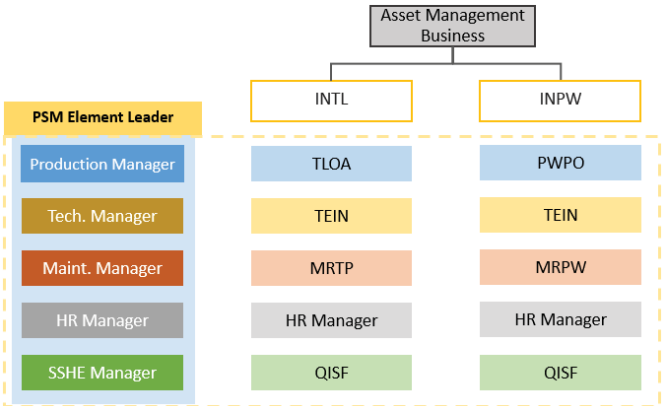 Asset Management
Business
INTL
INPW
PSM Element Leader
Production Manager
TLOA
PWPO
Tech. Manager
TEIN
TEIN
Maint. Manager
MRTP
MRPW
HR Manager
HR Manager
HR Manager
SSHE Manager
QISF
QISF